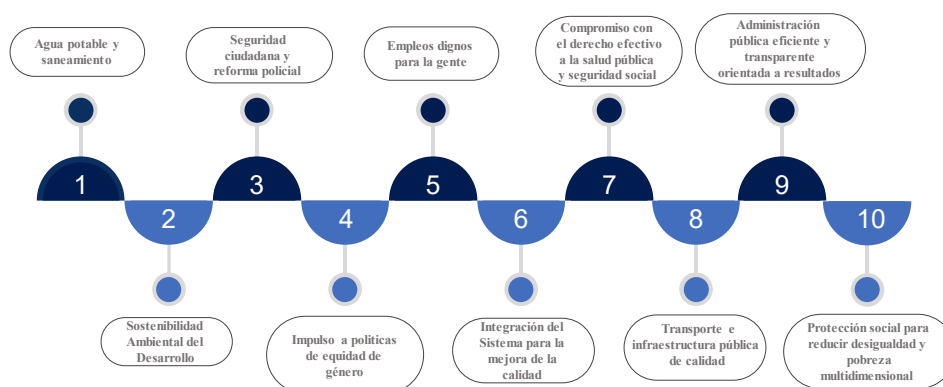 Agua potable y
saneamiento
1
Sostenibilidad
Ambiental del
Desarrollo
2
Seguridad
ciudadana y
reforma policial
3
Impulso a politicas
de equidad de
género
4
Empleos dignos
para la gente
5
Integración del
Sistema para la
mejora de la
calidad
6
Compromiso con
el derecho efectivo
a la salud pública
y seguridad social
7
Transporte e
infraestructura pública
de calidad
8
Administración
pública eficiente y
transparente
orientada a resultados
9
Protección social para
reducir desigualdad y
pobreza
multidimensional
10